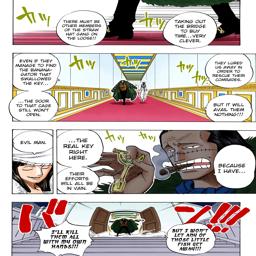 THERE MUST BE
OTHER MEMBERS
OF THE STRAW
HAT GANG ON
THE LOOSE!!
TAKING OUT
THE BRIDGE
TO BUY
TIME...VERY
CLEVER.
EVEN IF THEY
MANAGE TO FIND
THE BANANA-
GATOR THAT
SWALLOWED
THE KEY...
...THE DOOR
TO THAT CAGE
STILL WON'T
OPEN.
THEY LURED
US AWAY IN
ORDER TO
RESCUE THEIR
COMRADES.
BUT IT WILL
AVAIL THEM
NOTHING!!!
EVIL MAN.
...THE
REAL KEY
RIGHT
HERE.
THEIR
EFFORTS
WILL ALL
BE IN
VAIN.
BECAUSE
I HAVE...
I'LL KILL
THEM ALL
WITH MY OWN
HANDS!!
BUT I WON'T
LET ANY OF
THOSE LITTLE
FISH GET
AWAY!!!